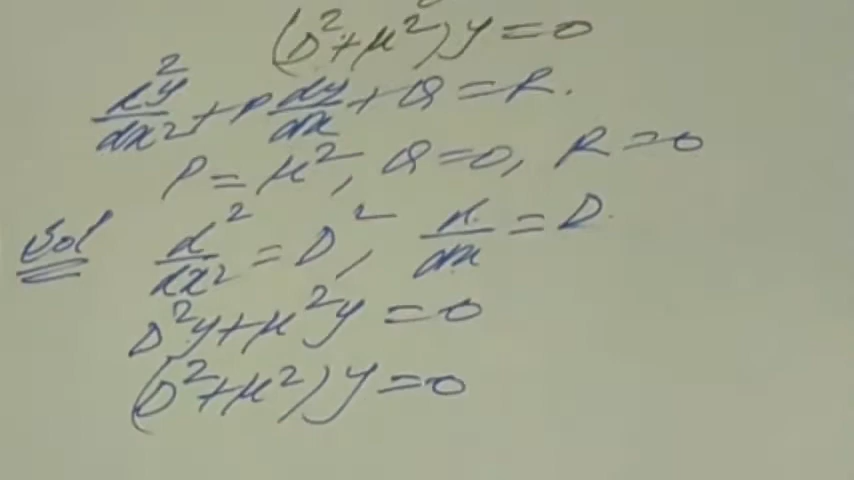 (D²+μ²)y=0
d²y/dx² + P dy/dx + Q = R.
P = μ², Q=0, R=0
Sol d²/dx² = D², d/dx = D
D²y+μ²y = 0
(D²+μ²)y=0